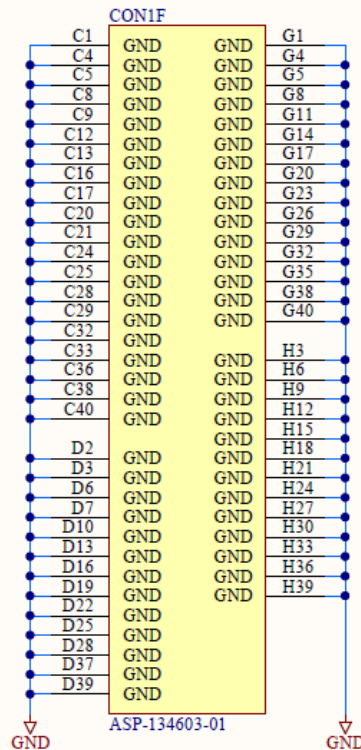 CON1F
C1 GND GND G1
C4 GND GND G4
C5 GND GND G5
C8 GND GND G8
C9 GND GND G11
C12 GND GND G14
C13 GND GND G17
C16 GND GND G20
C17 GND GND G23
C20 GND GND G26
C21 GND GND G29
C24 GND GND G32
C25 GND GND G35
C28 GND GND G38
C29 GND GND G40
C32 GND
C33 GND GND H3
C36 GND GND H6
C38 GND GND H9
C40 GND GND H12
GND H15
D2 GND GND H18
D3 GND GND H21
D6 GND GND H24
D7 GND GND H27
D10 GND GND H30
D13 GND GND H33
D16 GND GND H36
D19 GND GND H39
D22 GND
D25 GND
D28 GND
D37 GND
D39 GND
ASP-134603-01
GND GND